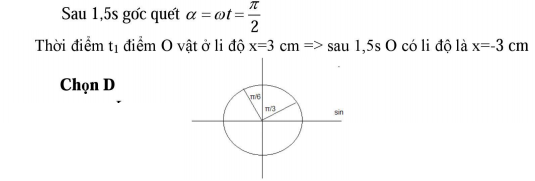 Sau 1,5s góc quét α = ωt = π/2
Thời điểm t₁ điểm O vật ở li độ x=3 cm => sau 1,5s O có li độ là x=-3 cm
Chọn D
π/6
π/3
sin